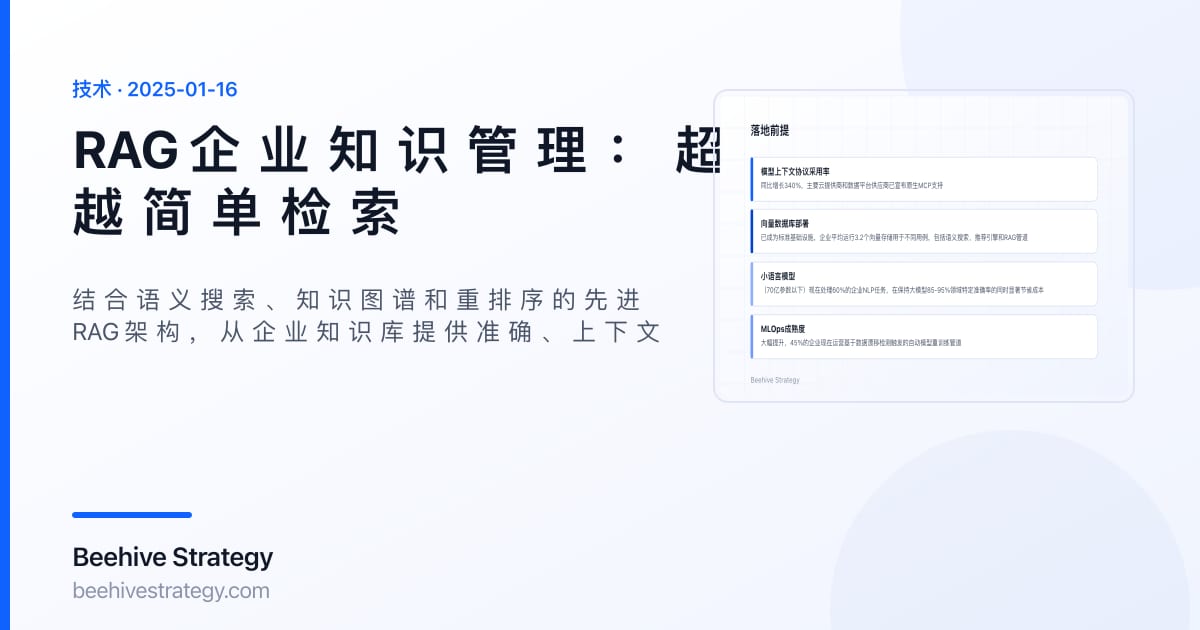 技术 · 2025-01-16
RAG企业知识管理：超
越简单检索
结合语义搜索、知识图谱和重排序的先进
RAG架构，从企业知识库提供准确、上下文
落地前提
模型上下文协议采用率
同比增长340%，主要云提供商和数据平台供应商已宣布原生MCP支持
向量数据库部署
已成为标准基础设施，企业平均运行3.2个向量存储用于不同用例，包括语义搜索、推荐引擎和RAG管道
小语言模型
（70亿参数以下）现在处理60%的企业NLP任务，在保持大模型85-95%领域特定准确率的同时显著节省成本
MLOps成熟度
大幅提升，45%的企业现在运营基于数据漂移检测触发的自动模型重训练管道
Beehive Strategy
Beehive Strategy
beehivestrategy.com